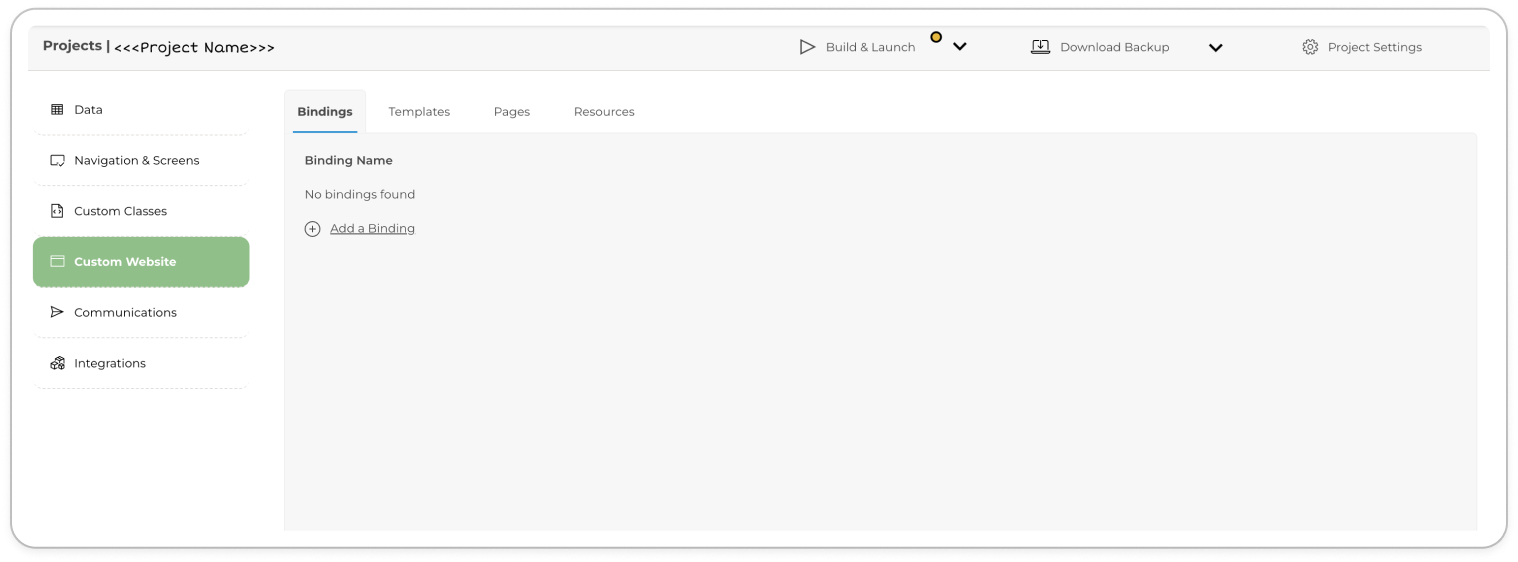 Projects | <<<Project Name>>>
Build & Launch
Download Backup
Project Settings
Data
Navigation & Screens
Custom Classes
Custom Website
Communications
Integrations
Bindings
Templates
Pages
Resources
Binding Name
No bindings found
Add a Binding